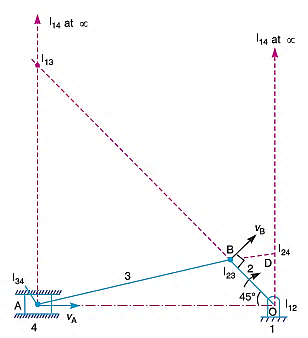 I14 at ∝
I13
I14 at ∝
B
vB
I24
D
I23
2
3
I34
A
vA
45°
O
I12
4
1